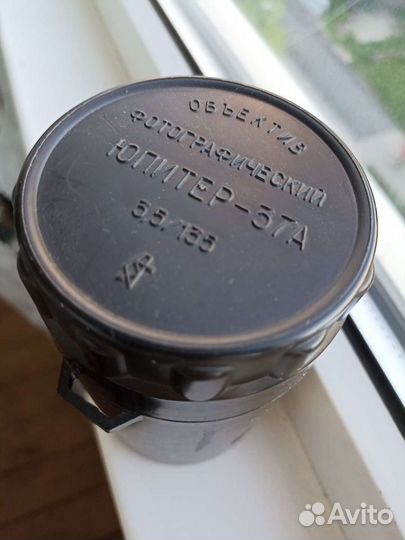 ОБЪЕКТИВ
ФОТОГРАФИЧЕСКИЙ
ЮПИТЕР-37А
3,5/135
Avito